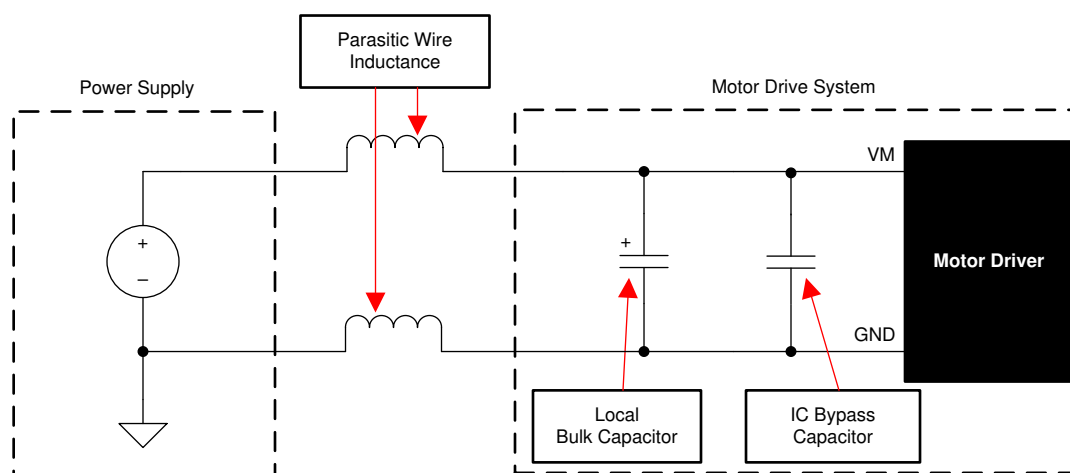 Parasitic Wire
Inductance
Power Supply
Motor Drive System
VM
+
+
–
Motor Driver
GND
Local
Bulk Capacitor
IC Bypass
Capacitor